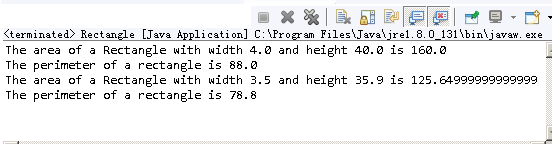 <terminated> Rectangle [Java Application] C:\Program Files\Java\jre1.8.0_131\bin\javaw.exe
The area of a Rectangle with width 4.0 and height 40.0 is 160.0
The perimeter of a rectangle is 88.0
The area of a Rectangle with width 3.5 and height 35.9 is 125.64999999999999
The perimeter of a rectangle is 78.8